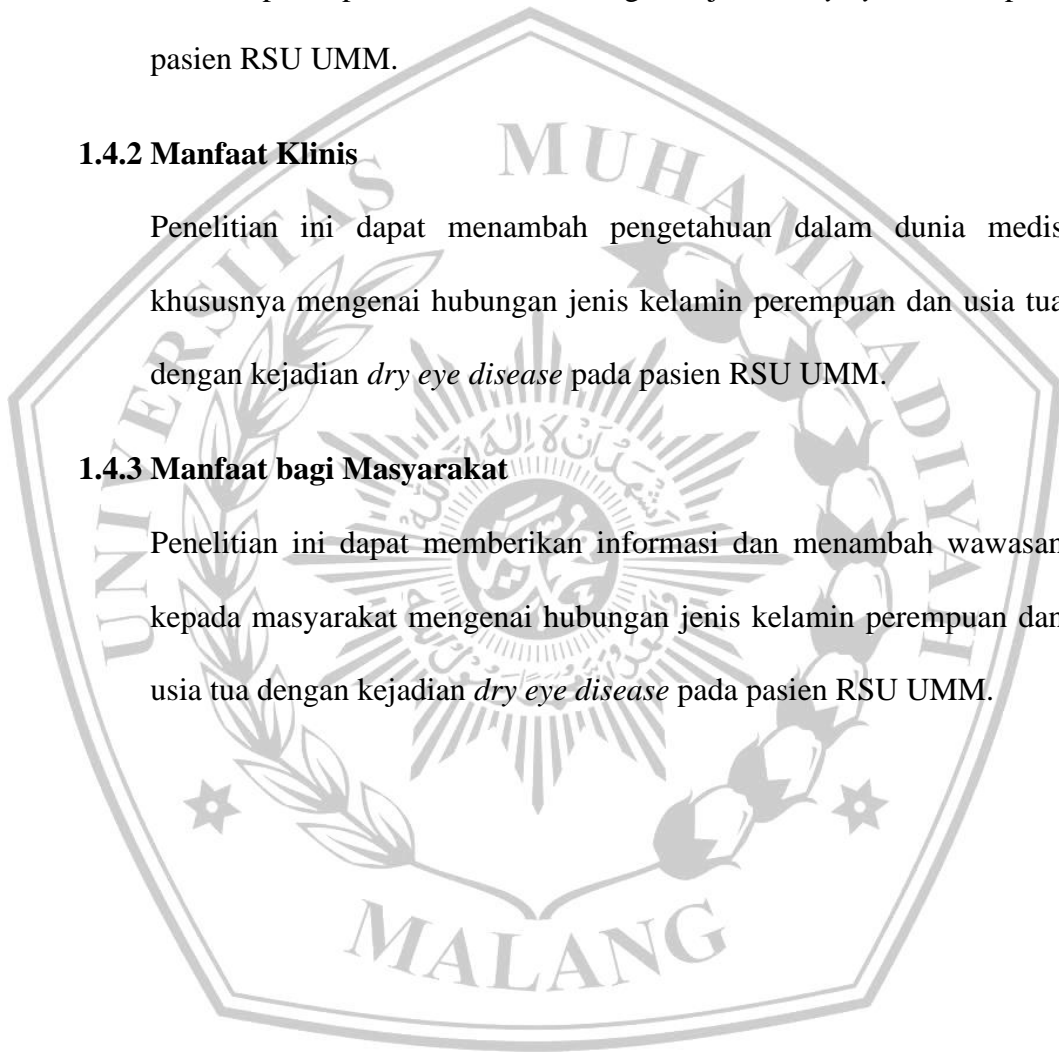 pasien RSU UMM.
1.4.2 Manfaat Klinis
Penelitian ini dapat menambah pengetahuan dalam dunia medis
khususnya mengenai hubungan jenis kelamin perempuan dan usia tua
dengan kejadian dry eye disease pada pasien RSU UMM.
1.4.3 Manfaat bagi Masyarakat
Penelitian ini dapat memberikan informasi dan menambah wawasan
kepada masyarakat mengenai hubungan jenis kelamin perempuan dan
usia tua dengan kejadian dry eye disease pada pasien RSU UMM.
UNIVERSITAS MUHAMMADIYAH
MALANG